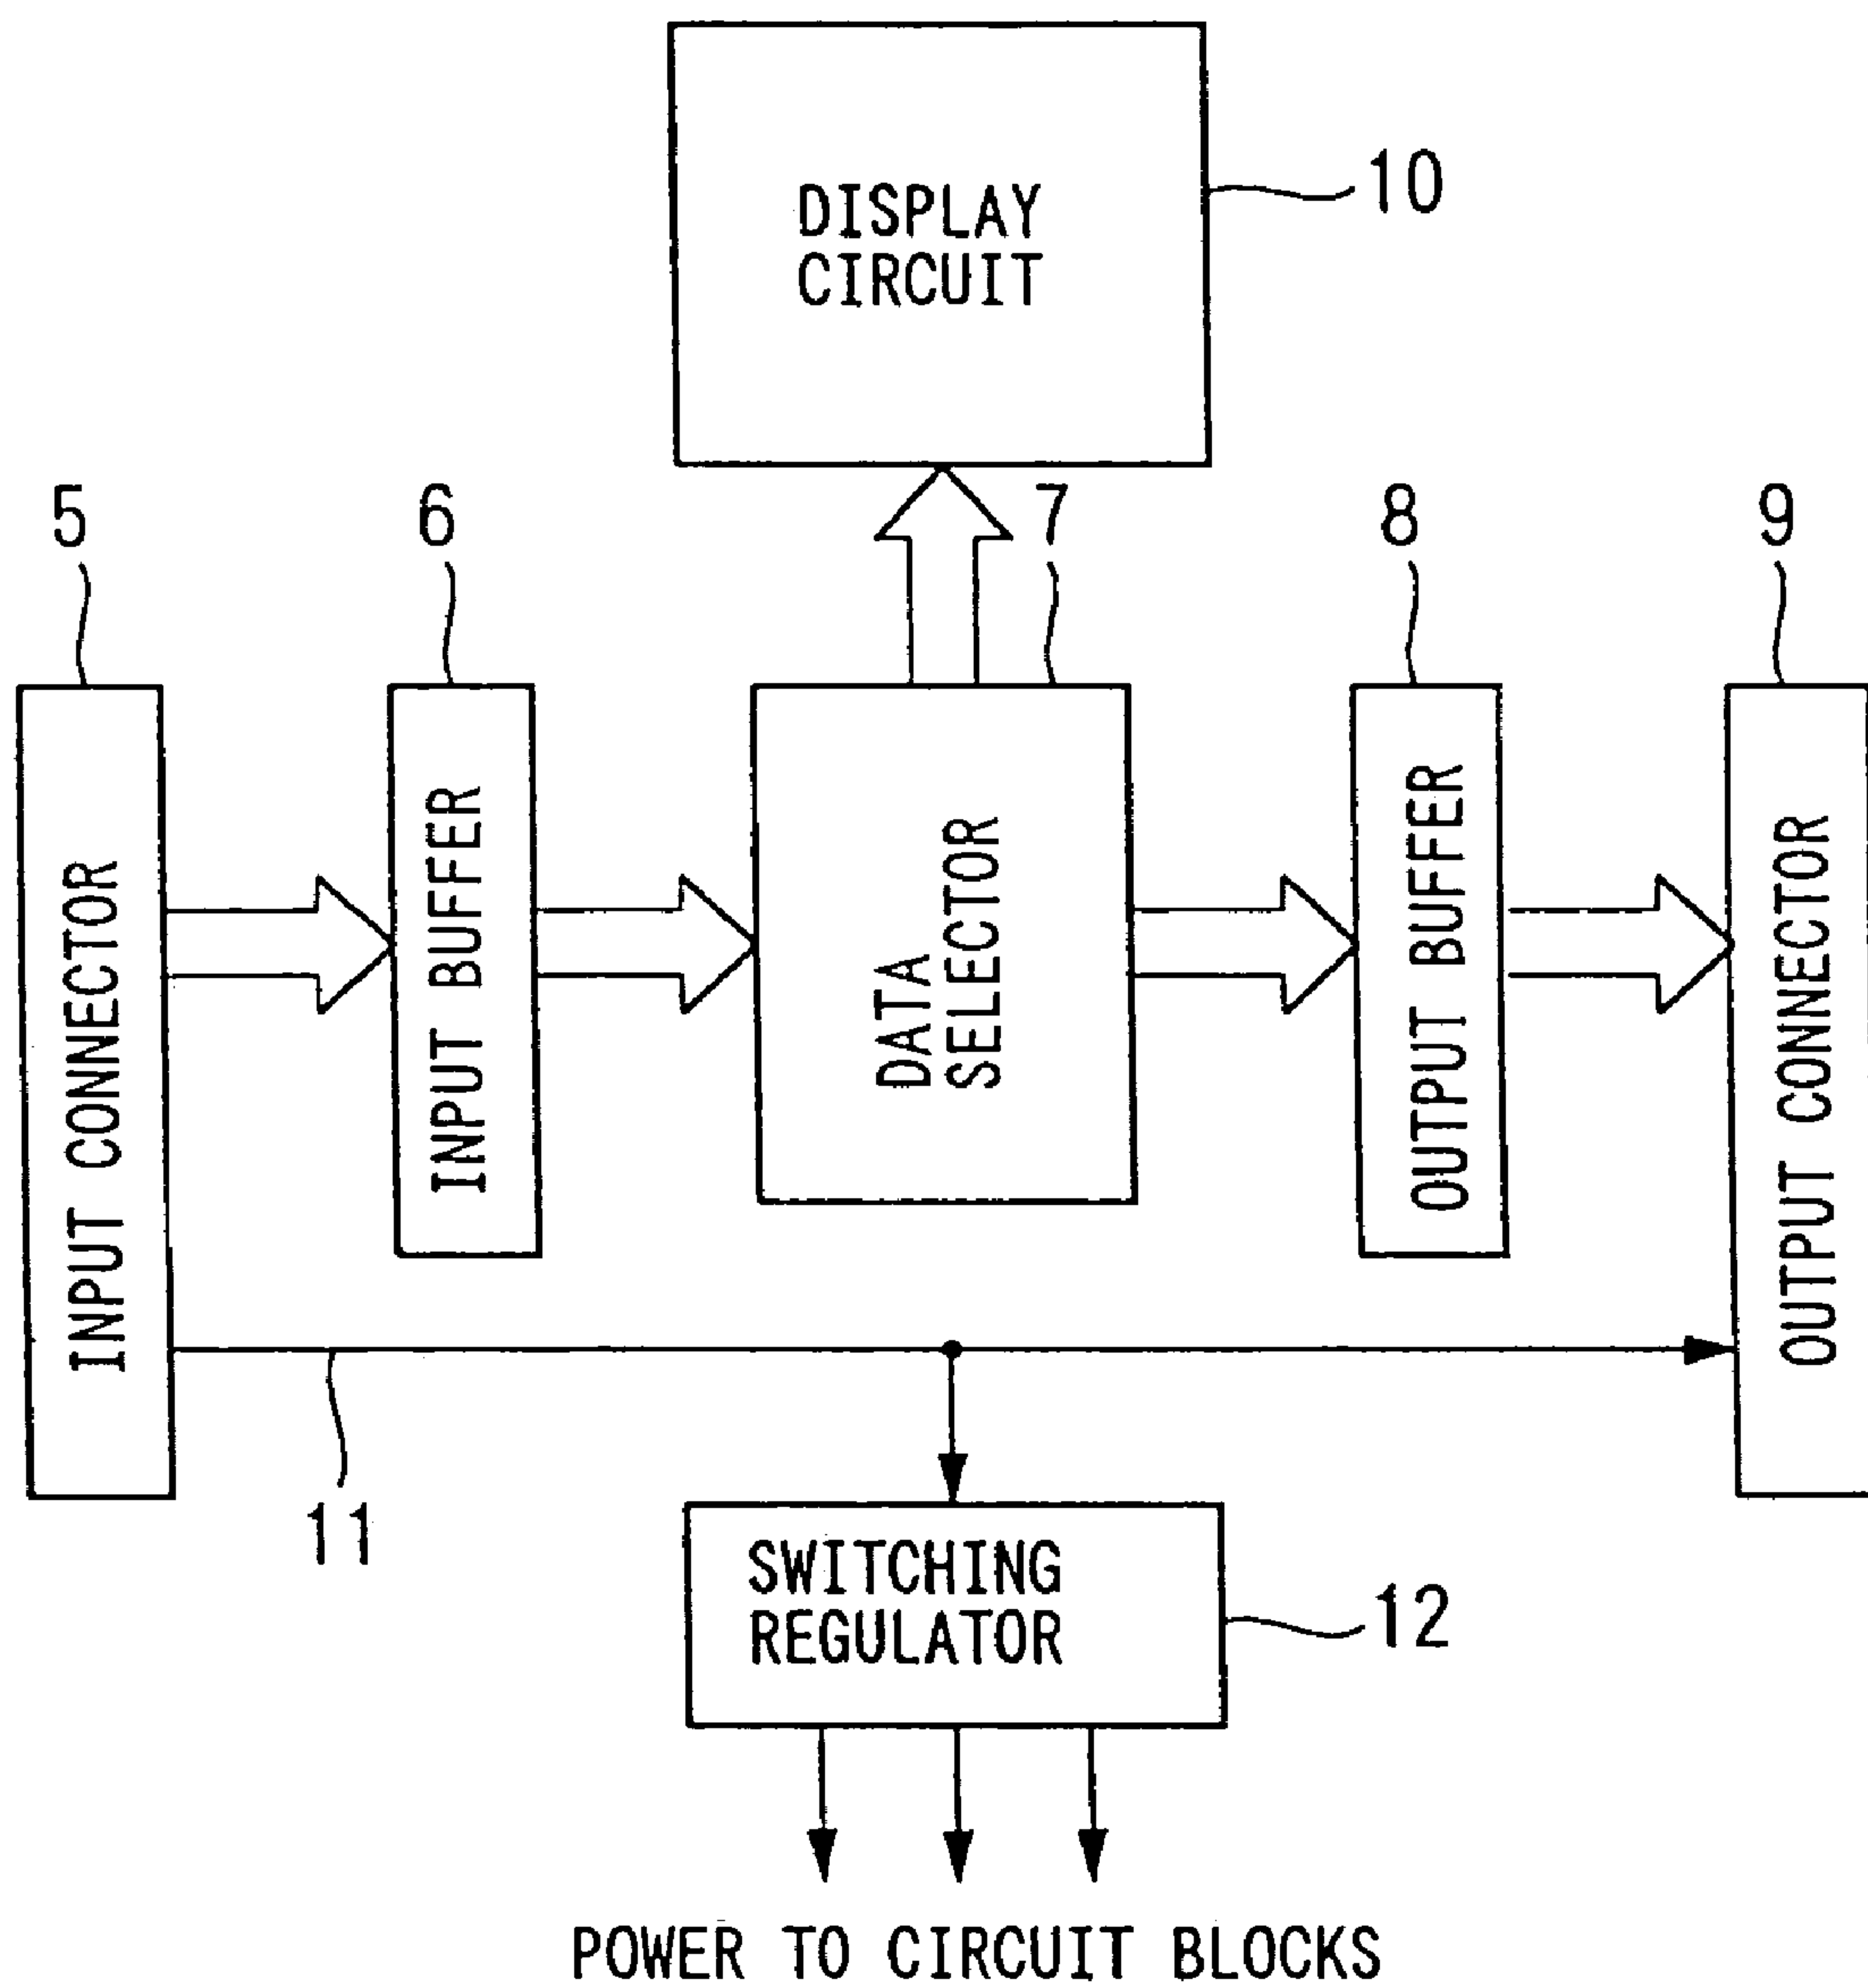 DISPLAY
CIRCUIT
10
5
6
7
8
9
INPUT CONNECTOR
INPUT BUFFER
DATA
SELECTOR
OUTPUT BUFFER
OUTPUT CONNECTOR
11
SWITCHING
REGULATOR
12
POWER TO CIRCUIT BLOCKS